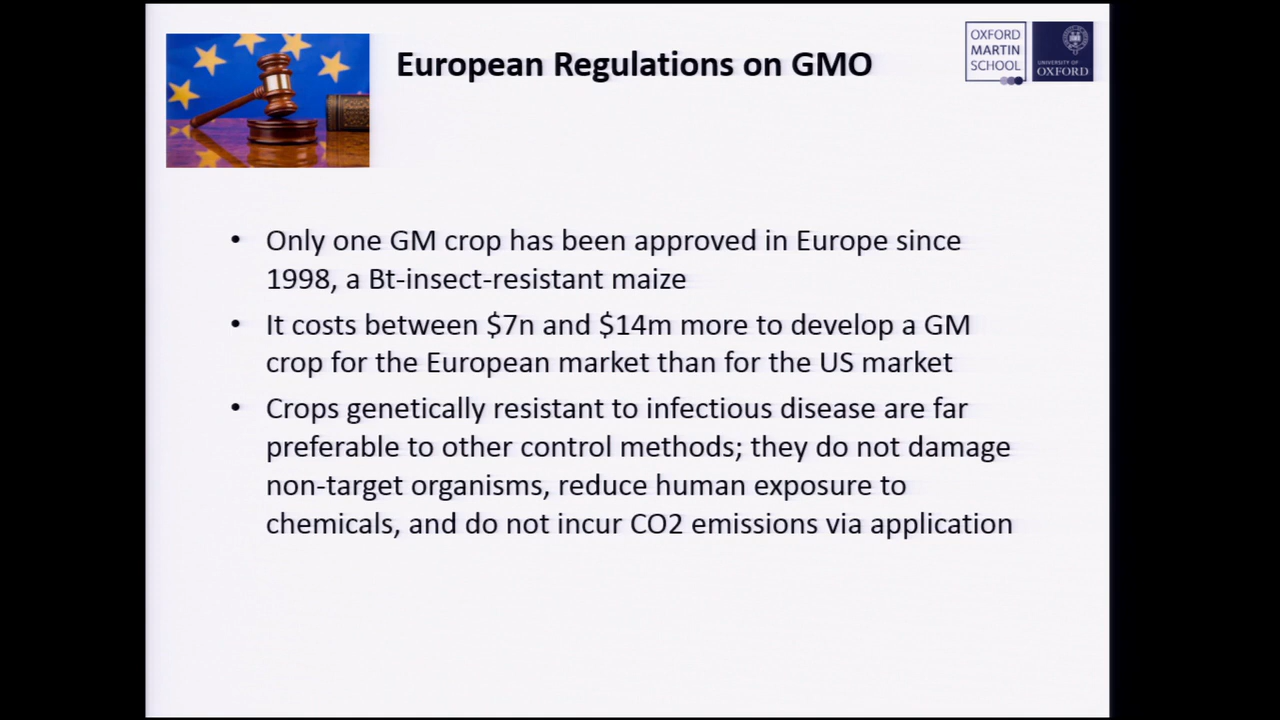 European Regulations on GMO
OXFORD
MARTIN
SCHOOL
UNIVERSITY OF
OXFORD
• Only one GM crop has been approved in Europe since
1998, a Bt-insect-resistant maize
• It costs between $7n and $14m more to develop a GM
crop for the European market than for the US market
• Crops genetically resistant to infectious disease are far
preferable to other control methods; they do not damage
non-target organisms, reduce human exposure to
chemicals, and do not incur CO2 emissions via application